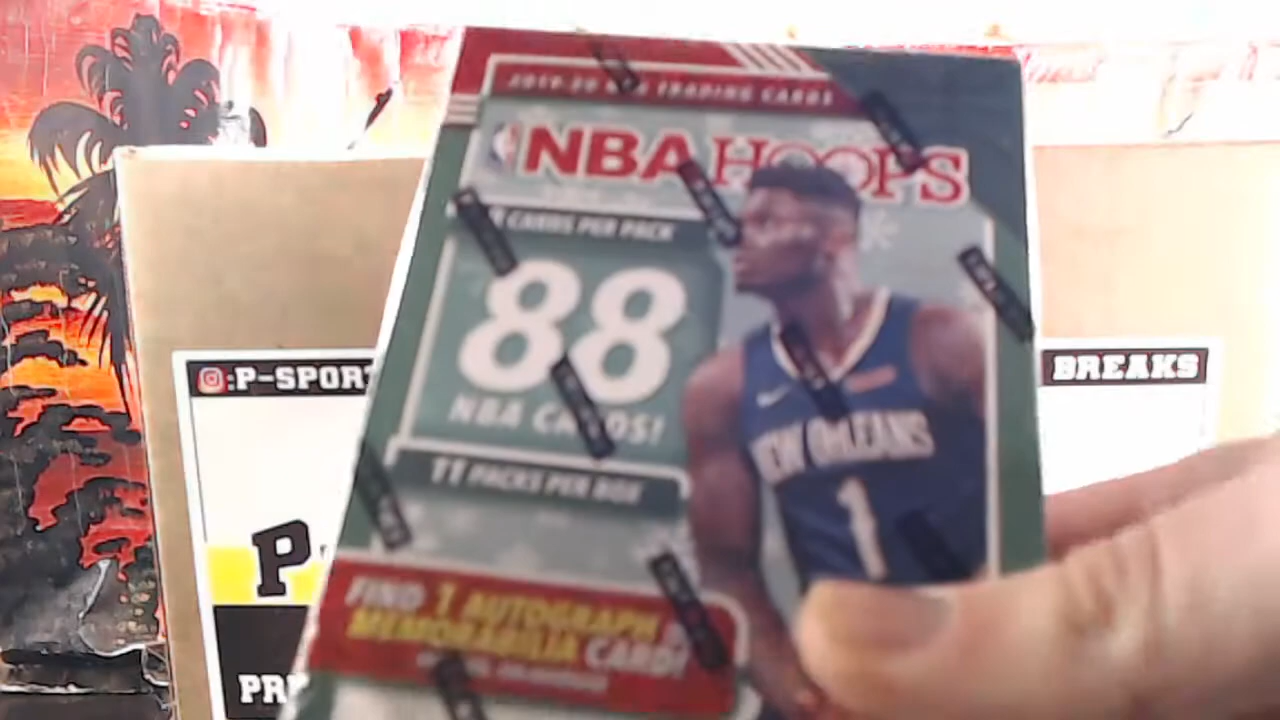 2019-20 NBA TRADING CARDS
NBA HOOPS
CARDS PER PACK
88
NBA CARDS!
11 PACKS PER BOX
FIND 1 AUTOGRAPH
MEMORABILIA CARD!
NEW ORLEANS
1
:P-SPORT
BREAKS
P
PR